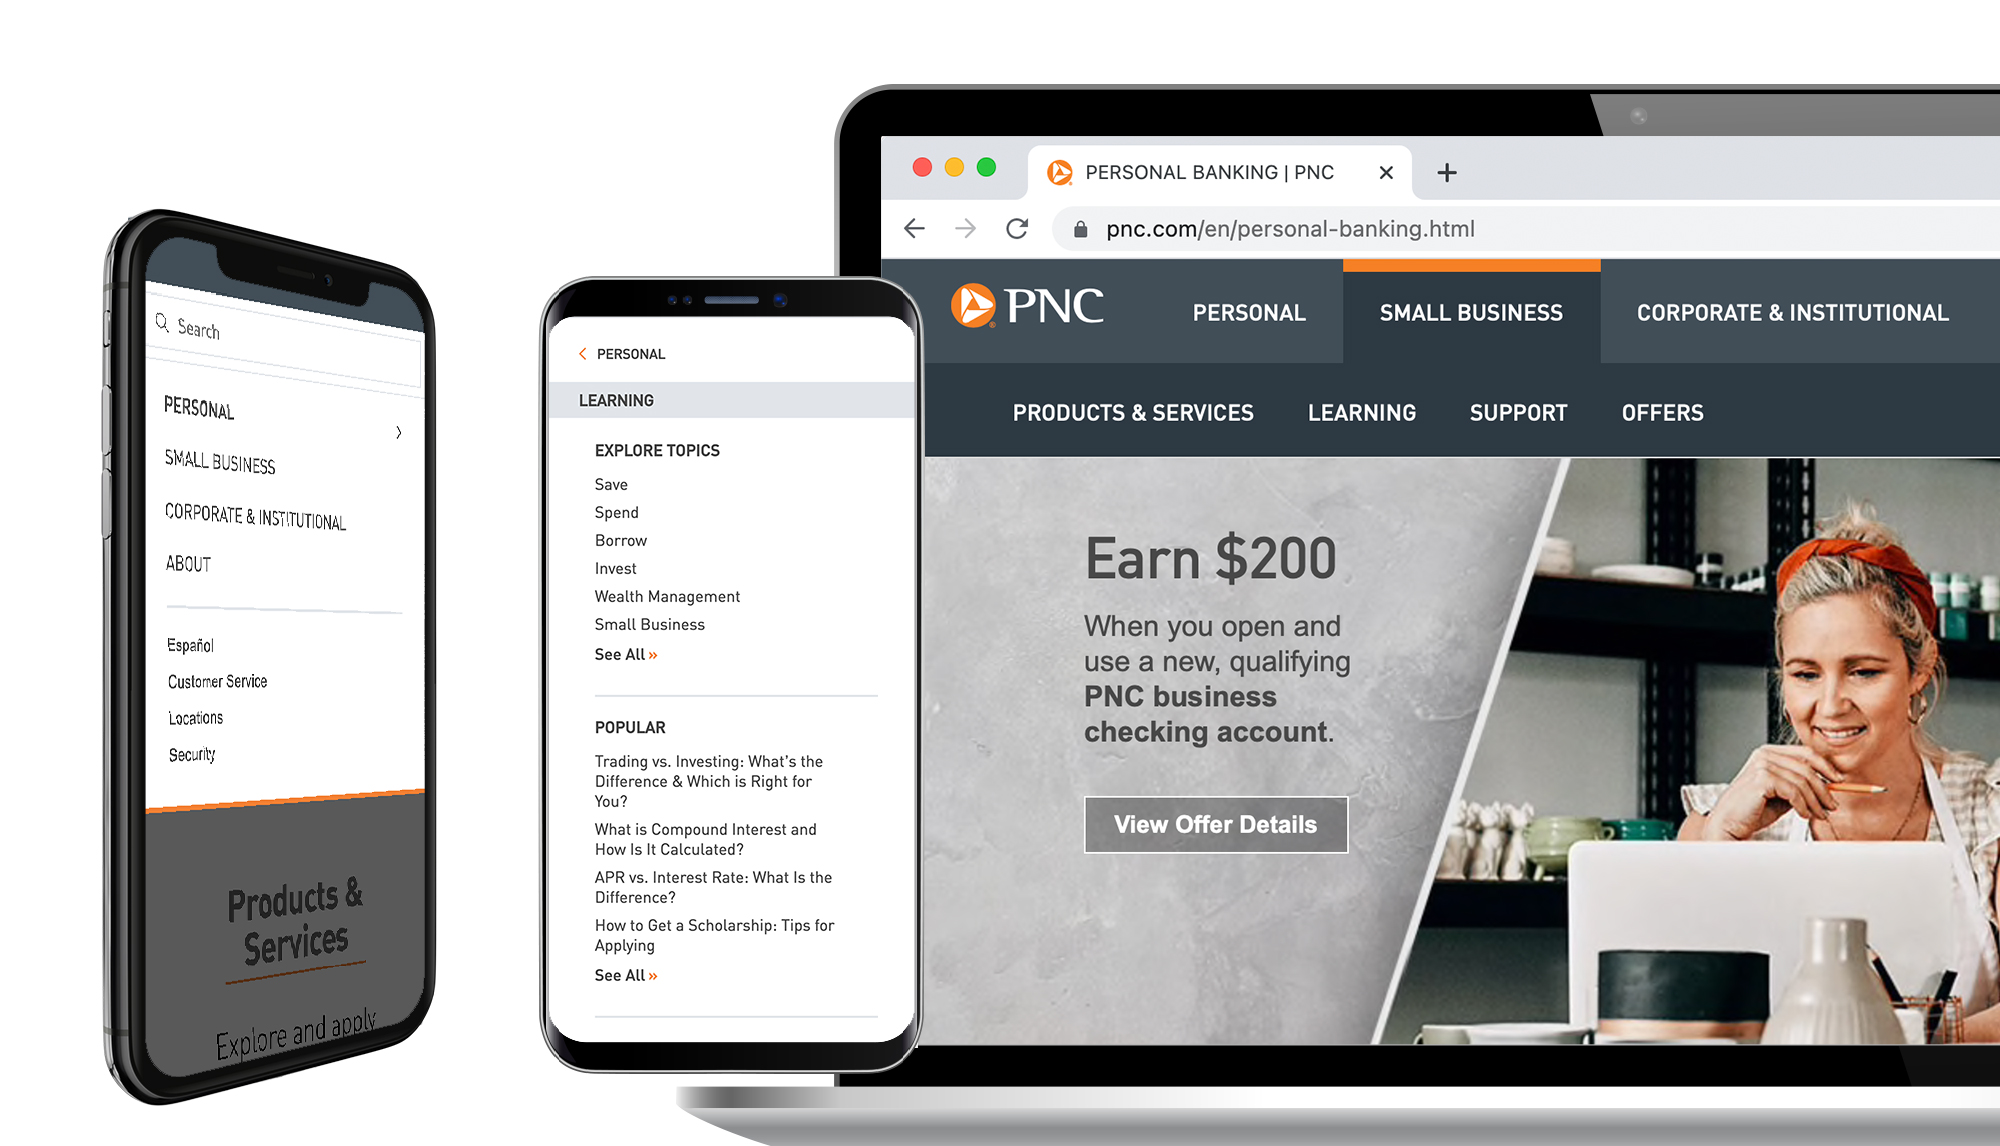 Search
PERSONAL
SMALL BUSINESS
CORPORATE & INSTITUTIONAL
ABOUT
Español
Customer Service
Locations
Security
Products &
Services
Explore and apply
PERSONAL
LEARNING
EXPLORE TOPICS
Save
Spend
Borrow
Invest
Wealth Management
Small Business
See All »
POPULAR
Trading vs. Investing: What's the
Difference & Which is Right for
You?
What is Compound Interest and
How Is It Calculated?
APR vs. Interest Rate: What Is the
Difference?
How to Get a Scholarship: Tips for
Applying
See All »
PERSONAL BANKING | PNC
pnc.com/en/personal-banking.html
PNC
PERSONAL
SMALL BUSINESS
CORPORATE & INSTITUTIONAL
PRODUCTS & SERVICES
LEARNING
SUPPORT
OFFERS
Earn $200
When you open and
use a new, qualifying
PNC business
checking account.
View Offer Details